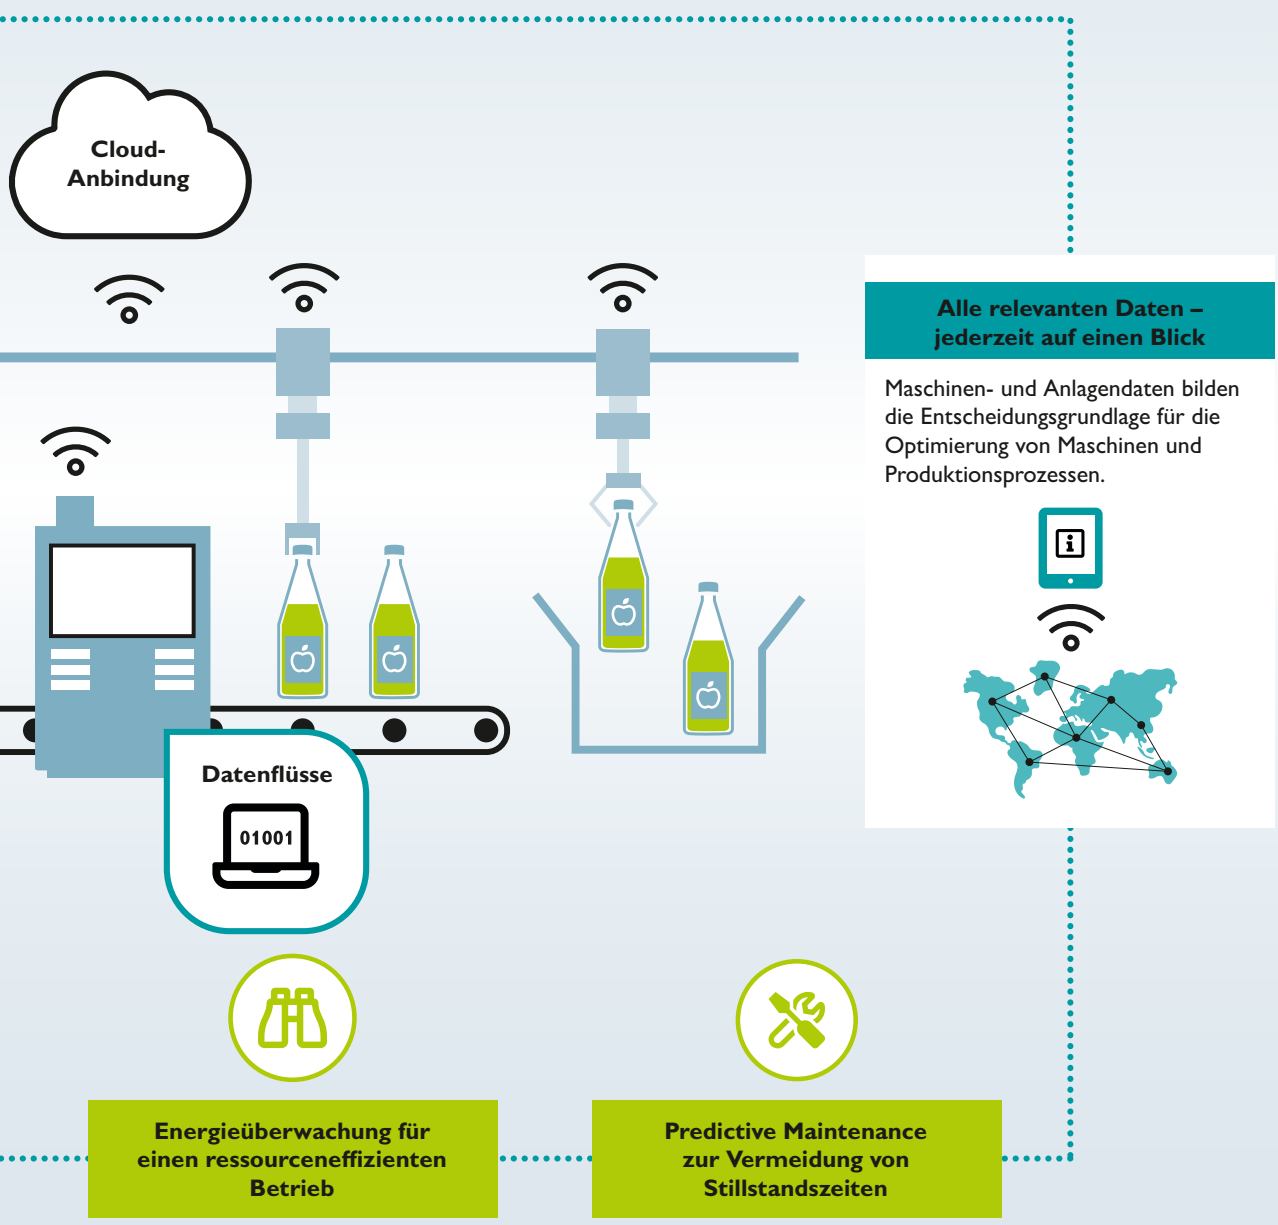 Cloud-
Anbindung
Alle relevanten Daten –
jederzeit auf einen Blick
Maschinen- und Anlagendaten bilden
die Entscheidungsgrundlage für die
Optimierung von Maschinen und
Produktionsprozessen.
i
Datenflüsse
01001
Energieüberwachung für
einen ressourceneffizienten
Betrieb
Predictive Maintenance
zur Vermeidung von
Stillstandszeiten